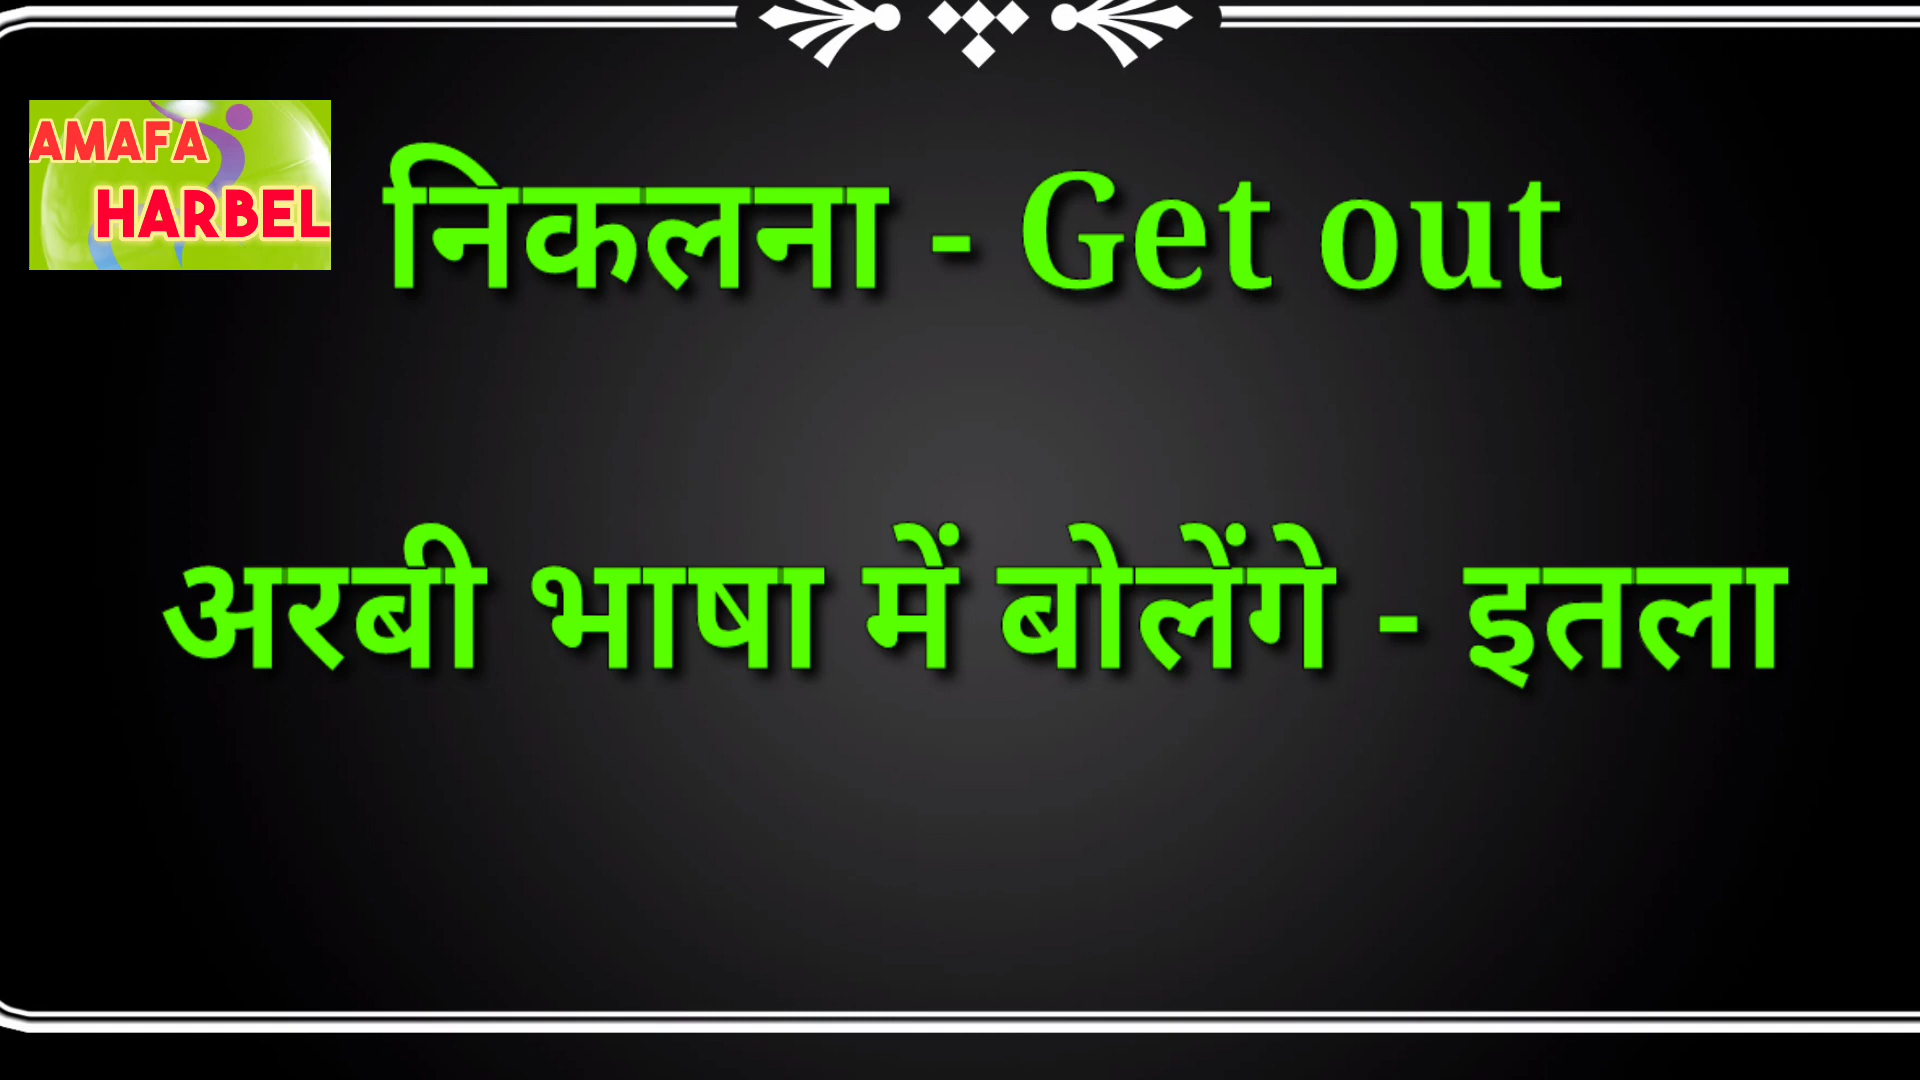 AMAFA
HARBEL
निकलना - Get out
अरबी भाषा में बोलेंगे - इतला